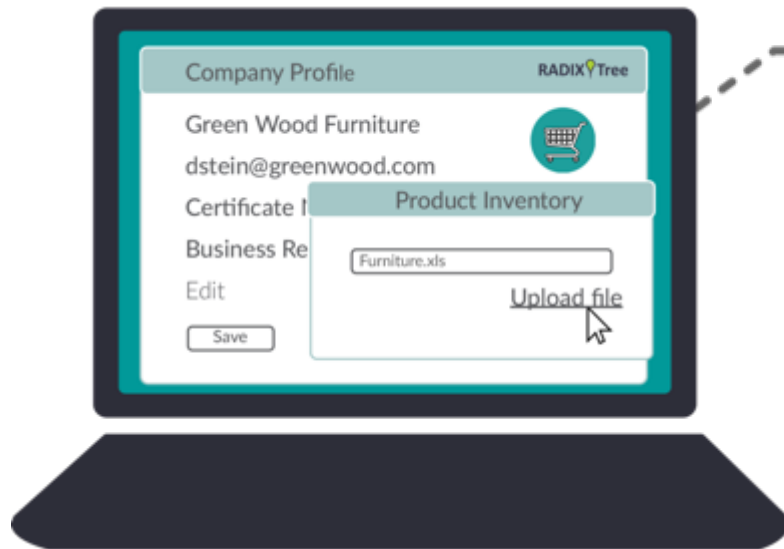 Company Profile
RADIX Tree
Green Wood Furniture
dstein@greenwood.com
Certificate
Product Inventory
Business
Furniture.xls
Edit
Upload file
Save